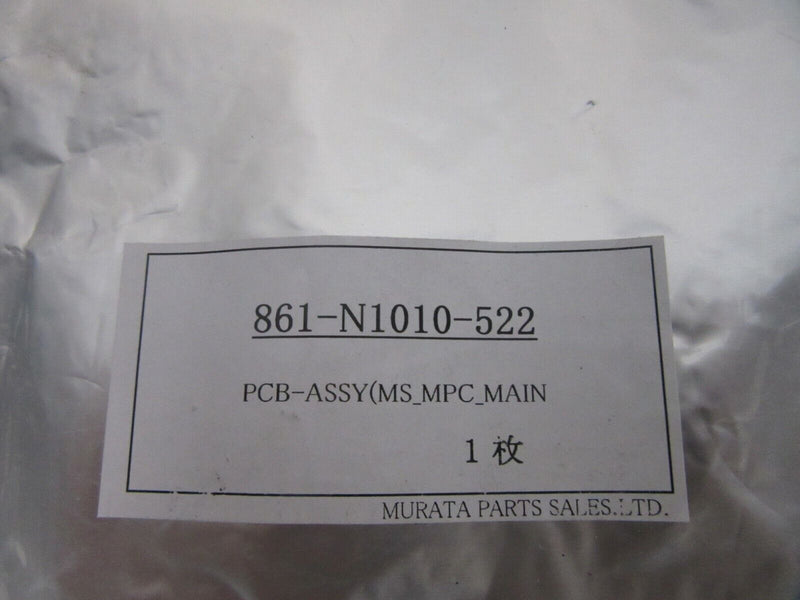 861-N1010-522
PCB-ASSY(MS_MPC_MAIN
1 枚
MURATA PARTS SALES.LTD.